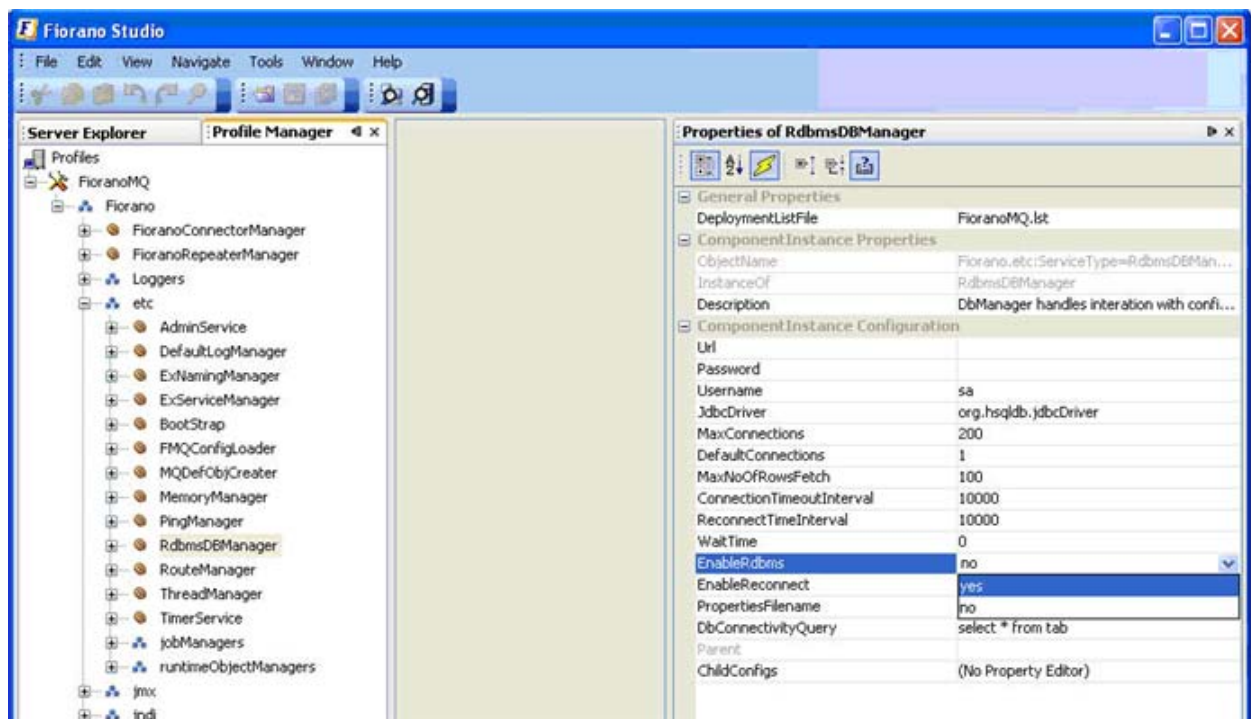 Fiorano Studio
File Edit View Navigate Tools Window Help
Server Explorer Profile Manager
Profiles
FioranoMQ
Fiorano
FioranoConnectorManager
FioranoRepeaterManager
Loggers
etc
AdminService
DefaultLogManager
ExNamingManager
ExServiceManager
BootStrap
FMQConfigLoader
MQDefObjCreater
MemoryManager
PingManager
RdbmsDBManager
RouteManager
ThreadManager
TimerService
jobManagers
runtimeObjectManagers
jmx
jndi
Properties of RdbmsDBManager
General Properties
DeploymentListFile FioranoMQ.lst
ComponentInstance Properties
ObjectName Fiorano.etc:ServiceType=RdbmsDBMan...
InstanceOf RdbmsDBManager
Description DbManager handles interation with confi...
ComponentInstance Configuration
Url
Password
Username sa
JdbcDriver org.hsqldb.jdbcDriver
MaxConnections 200
DefaultConnections 1
MaxNoOfRowsFetch 100
ConnectionTimeoutInterval 10000
ReconnectTimeInterval 10000
WaitTime 0
EnableRdbms no
EnableReconnect yes
PropertiesFilename no
DbConnectivityQuery select * from tab
Parent
ChildConfigs (No Property Editor)